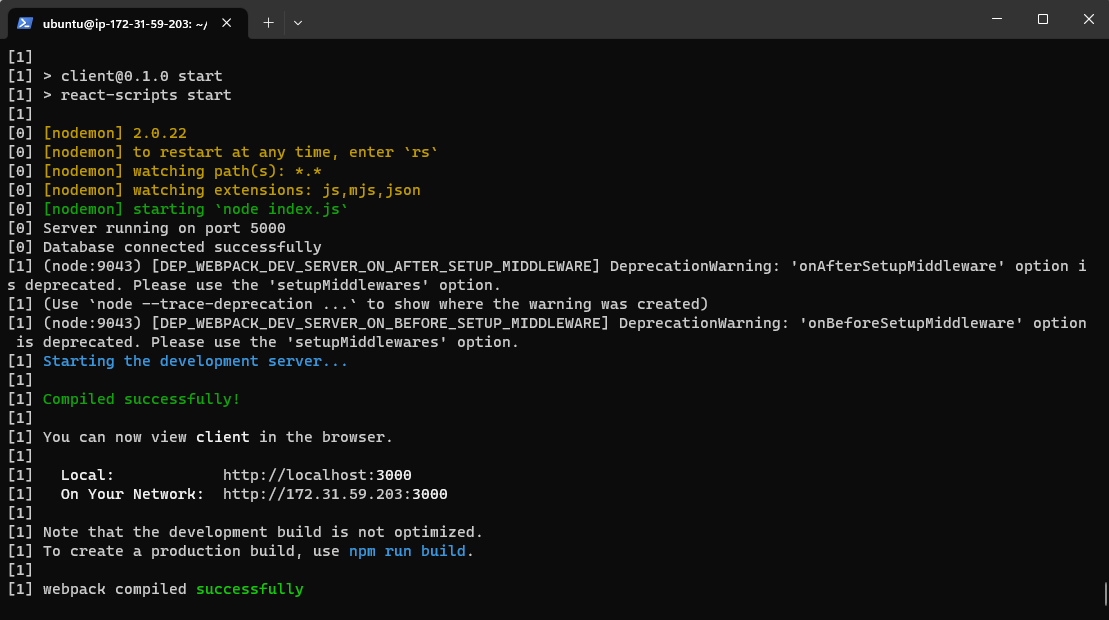 ubuntu@ip-172-31-59-203: ~/
[1]
[1] > client@0.1.0 start
[1] > react-scripts start
[1]
[0] [nodemon] 2.0.22
[0] [nodemon] to restart at any time, enter `rs`
[0] [nodemon] watching path(s): *.*
[0] [nodemon] watching extensions: js,mjs,json
[0] [nodemon] starting `node index.js`
[0] Server running on port 5000
[0] Database connected successfully
[1] (node:9043) [DEP_WEBPACK_DEV_SERVER_ON_AFTER_SETUP_MIDDLEWARE] DeprecationWarning: 'onAfterSetupMiddleware' option i
s deprecated. Please use the 'setupMiddlewares' option.
[1] (Use `node --trace-deprecation ...` to show where the warning was created)
[1] (node:9043) [DEP_WEBPACK_DEV_SERVER_ON_BEFORE_SETUP_MIDDLEWARE] DeprecationWarning: 'onBeforeSetupMiddleware' option
 is deprecated. Please use the 'setupMiddlewares' option.
[1] Starting the development server...
[1]
[1] Compiled successfully!
[1]
[1] You can now view client in the browser.
[1]
[1]   Local:            http://localhost:3000
[1]   On Your Network:  http://172.31.59.203:3000
[1]
[1] Note that the development build is not optimized.
[1] To create a production build, use npm run build.
[1]
[1] webpack compiled successfully